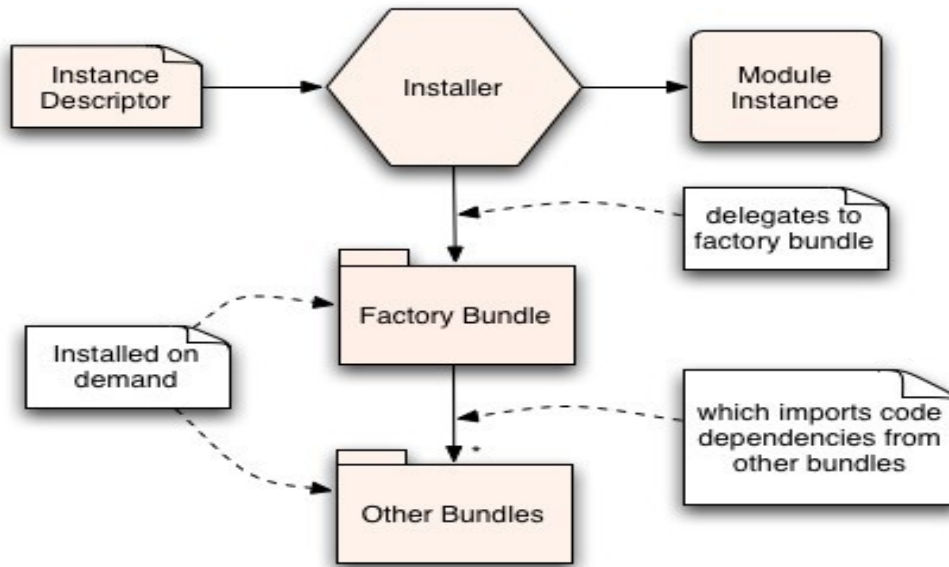 Instance
Descriptor
Installer
Module
Instance
delegates to
factory bundle
Factory Bundle
Installed on
demand
which imports code
dependencies from
other bundles
*
Other Bundles